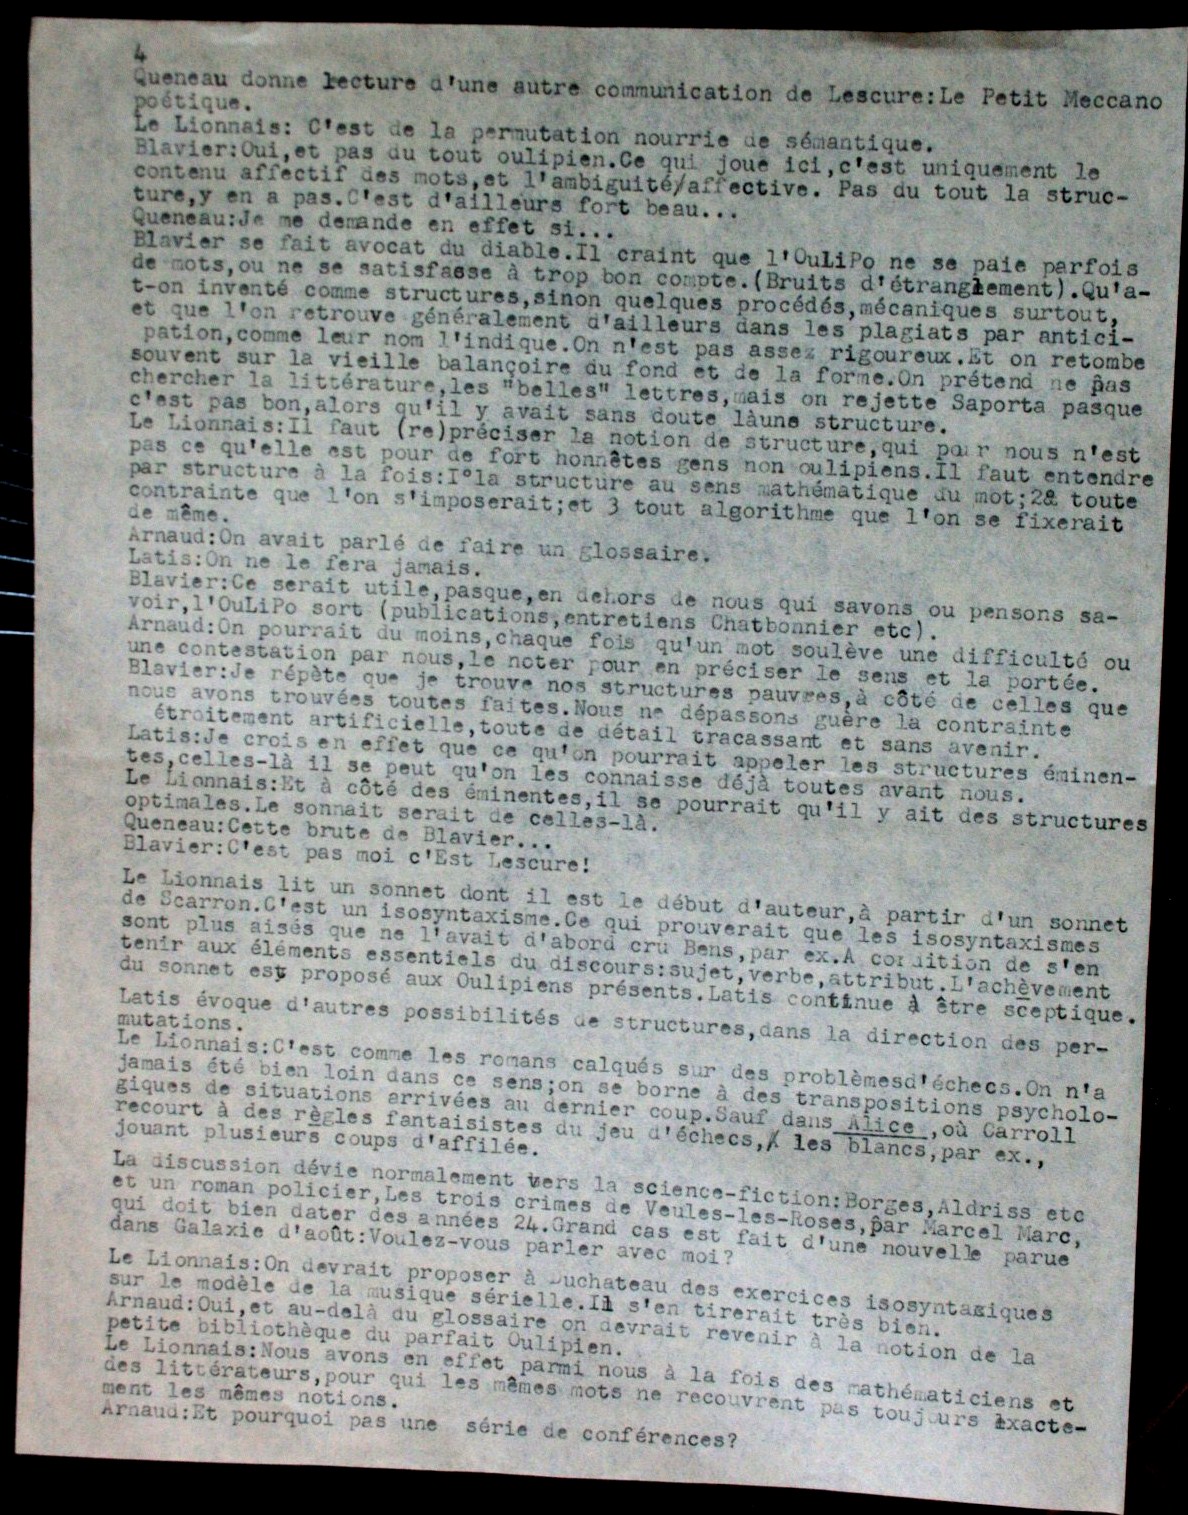 4
Queneau donne lecture d'une autre communication de Lescure:Le Petit Meccano
poétique.
Le Lionnais: C'est de la permutation nourrie de sémantique.
Blavier:Oui,et pas du tout oulipien.Ce qui joue ici,c'est uniquement le
contenu affectif des mots,et l'ambiguité/affective. Pas du tout la struc-
ture,y en a pas.C'est d'ailleurs fort beau...
Queneau:Je me demande en effet si...
Blavier se fait avocat du diable.Il craint que l'OuLiPo ne se paie parfois
de mots,ou ne se satisfasse à trop bon compte.(Bruits d'étranglement).Qu'a-
t-on inventé comme structures,sinon quelques procédés,mécaniques surtout,
et que l'on retrouve généralement d'ailleurs dans les plagiats par antici-
pation,comme leur nom l'indique.On n'est pas assez rigoureux.Et on retombe
souvent sur la vieille balançoire du fond et de la forme.On prétend ne pas
chercher la littérature,les "belles" lettres,mais on rejette Saporta pasque
c'est pas bon,alors qu'il y avait sans doute làune structure.
Le Lionnais:Il faut (re)préciser la notion de structure,qui pour nous n'est
pas ce qu'elle est pour de fort honnêtes gens non oulipiens.Il faut entendre
par structure à la fois:I°la structure au sens mathématique du mot;2& toute
contrainte que l'on s'imposerait;et 3 tout algorithme que l'on se fixerait
de même.
Arnaud:On avait parlé de faire un glossaire.
Latis:On ne le fera jamais.
Blavier:Ce serait utile,pasque,en dehors de nous qui savons ou pensons sa-
voir,l'OuLiPo sort (publications,entretiens Chatbonnier etc).
Arnaud:On pourrait du moins,chaque fois qu'un mot soulève une difficulté ou
une contestation par nous,le noter pour en préciser le sens et la portée.
Blavier:Je répète que je trouve nos structures pauvres,à côté de celles que
nous avons trouvées toutes faites.Nous ne dépassons guère la contrainte
étroitement artificielle,toute de détail tracassant et sans avenir.
Latis:Je crois en effet que ce qu'on pourrait appeler les structures éminen-
tes,celles-là il se peut qu'on les connaisse déjà toutes avant nous.
Le Lionnais:Et à côté des éminentes,il se pourrait qu'il y ait des structures
optimales.Le sonnait serait de celles-là.
Queneau:Cette brute de Blavier...
Blavier:C'est pas moi c'Est Lescure!
Le Lionnais lit un sonnet dont il est le début d'auteur,à partir d'un sonnet
de Scarron.C'est un isosyntaxisme.Ce qui prouverait que les isosyntaxismes
sont plus aisés que ne l'avait d'abord cru Bens,par ex.A condition de s'en
tenir aux éléments essentiels du discours:sujet,verbe,attribut.L'achèvement
du sonnet est proposé aux Oulipiens présents.Latis continue à être sceptique.
Latis évoque d'autres possibilités de structures,dans la direction des per-
mutations.
Le Lionnais:C'est comme les romans calqués sur des problèmesd'échecs.On n'a
jamais été bien loin dans ce sens;on se borne à des transpositions psycholo-
giques de situations arrivées au dernier coup.Sauf dans Alice ,où Carroll
recourt à des règles fantaisistes du jeu d'échecs,/ les blancs,par ex.,
jouant plusieurs coups d'affilée.
La discussion dévie normalement vers la science-fiction:Borges,Aldriss etc
et un roman policier,Les trois crimes de Veules-les-Roses,par Marcel Marc,
qui doit bien dater des années 24.Grand cas est fait d'une nouvelle parue
dans Galaxie d'août:Voulez-vous parler avec moi?
Le Lionnais:On devrait proposer à Duchateau des exercices isosyntaxiques
sur le modèle de la musique sérielle.Il s'en tirerait très bien.
Arnaud:Oui,et au-delà du glossaire on devrait revenir à la notion de la
petite bibliothèque du parfait Oulipien.
Le Lionnais:Nous avons en effet parmi nous à la fois des mathématiciens et
des littérateurs,pour qui les mêmes mots ne recouvrent pas toujours exacte-
ment les mêmes notions.
Arnaud:Et pourquoi pas une série de conférences?